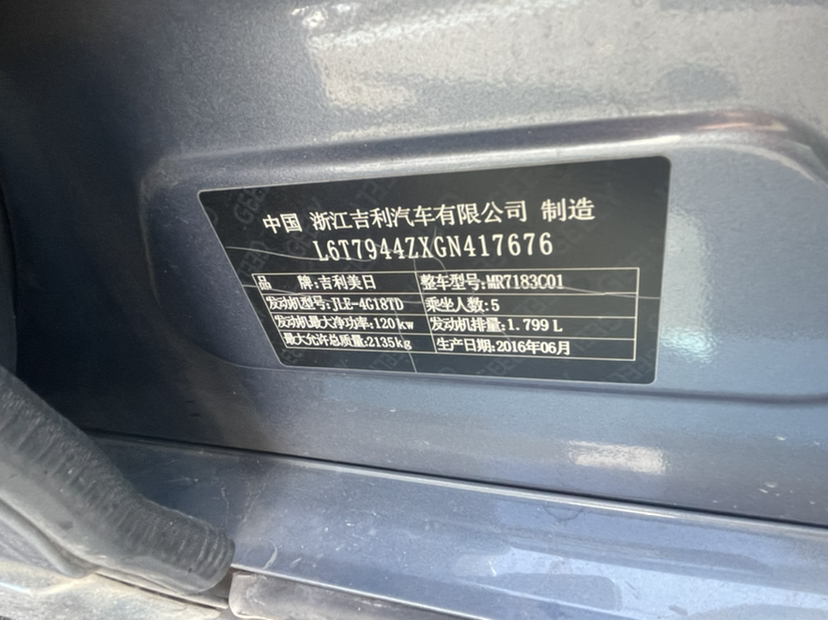 中国 浙江吉利汽车有限公司 制造
L6T7944ZXGN417676
品 牌:吉利美日 整车型号:MR7183C01
发动机型号:JLE-4G18TD 乘坐人数:5
发动机最大净功率:120kw 发动机排量:1.799L
最大允许总质量:2135kg 生产日期:2016年06月